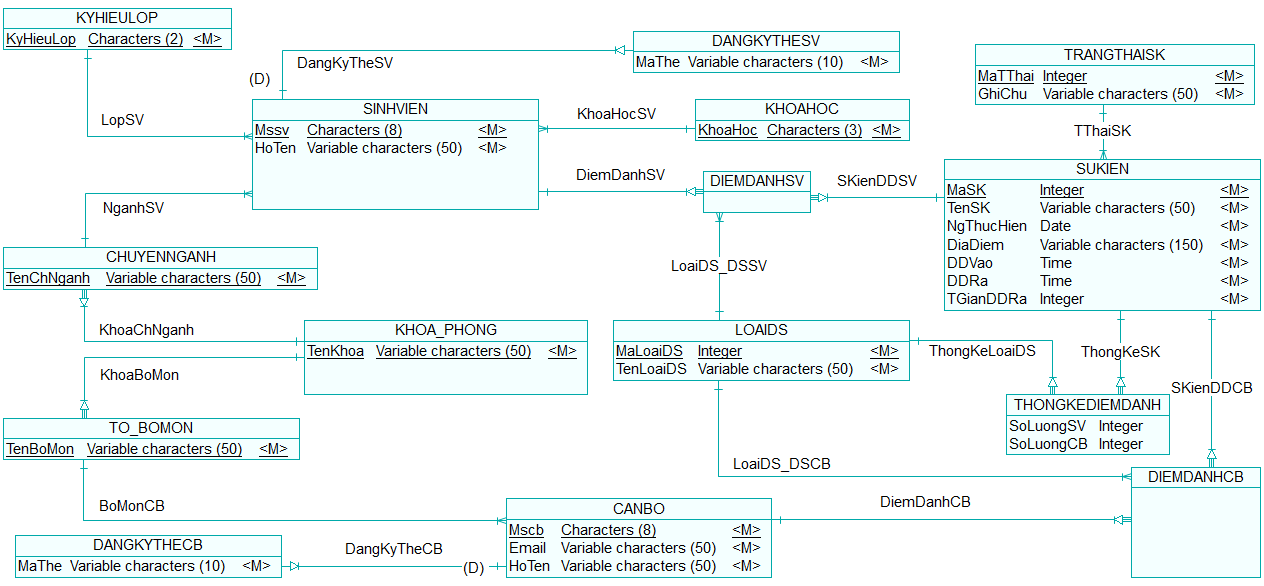 KYHIEULOP
KyHieuLop Characters (2) <M>
DANGKYTHESV
MaThe Variable characters (10) <M>
DangKyTheSV
(D)
TRANGTHAISK
MaTThai Integer <M>
GhiChu Variable characters (50) <M>
LopSV
SINHVIEN
Mssv Characters (8) <M>
HoTen Variable characters (50) <M>
KhoaHocSV
KHOAHOC
KhoaHoc Characters (3) <M>
TThaiSK
DiemDanhSV
DIEMDANHSV
SKienDDSV
SUKIEN
MaSK Integer <M>
TenSK Variable characters (50) <M>
NgThucHien Date <M>
DiaDiem Variable characters (150) <M>
DDVao Time <M>
DDRa Time <M>
TGianDDRa Integer <M>
NganhSV
CHUYENNGANH
TenChNganh Variable characters (50) <M>
LoaiDS_DSSV
KhoaChNganh
KHOA_PHONG
TenKhoa Variable characters (50) <M>
LOAIDS
MaLoaiDS Integer <M>
TenLoaiDS Variable characters (50) <M>
ThongKeLoaiDS
ThongKeSK
KhoaBoMon
SKienDDCB
THONGKEDIEMDANH
SoLuongSV Integer
SoLuongCB Integer
TO_BOMON
TenBoMon Variable characters (50) <M>
LoaiDS_DSCB
DIEMDANHCB
BoMonCB
CANBO
Mscb Characters (8) <M>
Email Variable characters (50) <M>
HoTen Variable characters (50) <M>
DiemDanhCB
DANGKYTHECB
MaThe Variable characters (10) <M>
DangKyTheCB
(D)